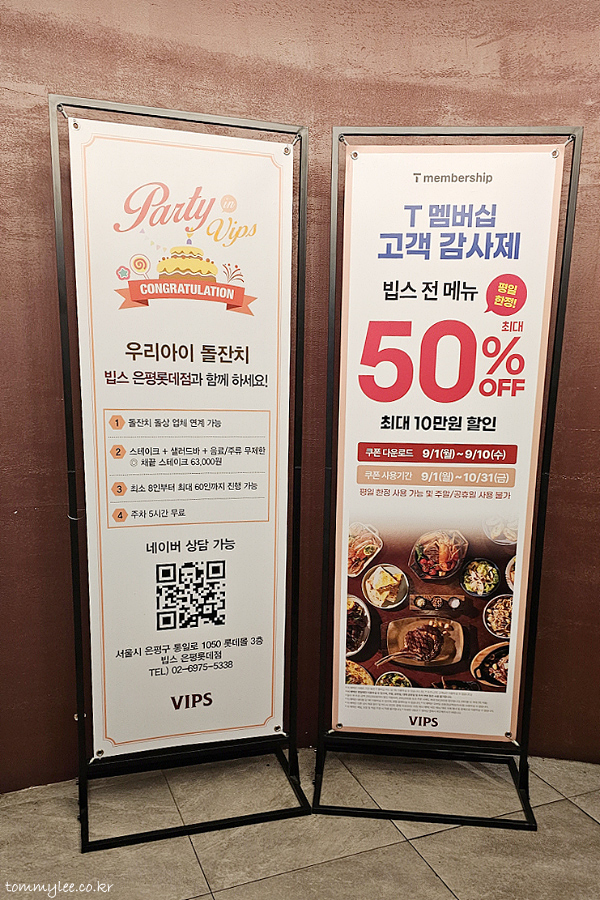 Party in
Vips
CONGRATULATION
우리아이 돌잔치
빕스 은평롯데점과 함께 하세요!
1 돌잔치 돌상 업체 연계 가능
2 스테이크 + 샐러드바 + 음료/주류 무제한
◎ 채끝 스테이크 63,000원
3 최소 8인부터 최대 60인까지 진행 가능
4 주차 5시간 무료
네이버 상담 가능
서울시 은평구 통일로 1050 롯데몰 3층
빕스 은평롯데점
TEL) 02-6975-5338
VIPS
T membership
T 멤버십
고객 감사제
빕스 전 메뉴
평일
한정!
최대
50%
OFF
최대 10만원 할인
쿠폰 다운로드 9/1(월)~9/10(수)
쿠폰 사용기간 9/1(월)~10/31(금)
평일 한정 사용 가능 및 주말/공휴일 사용 불가
VIPS
tommylee.co.kr